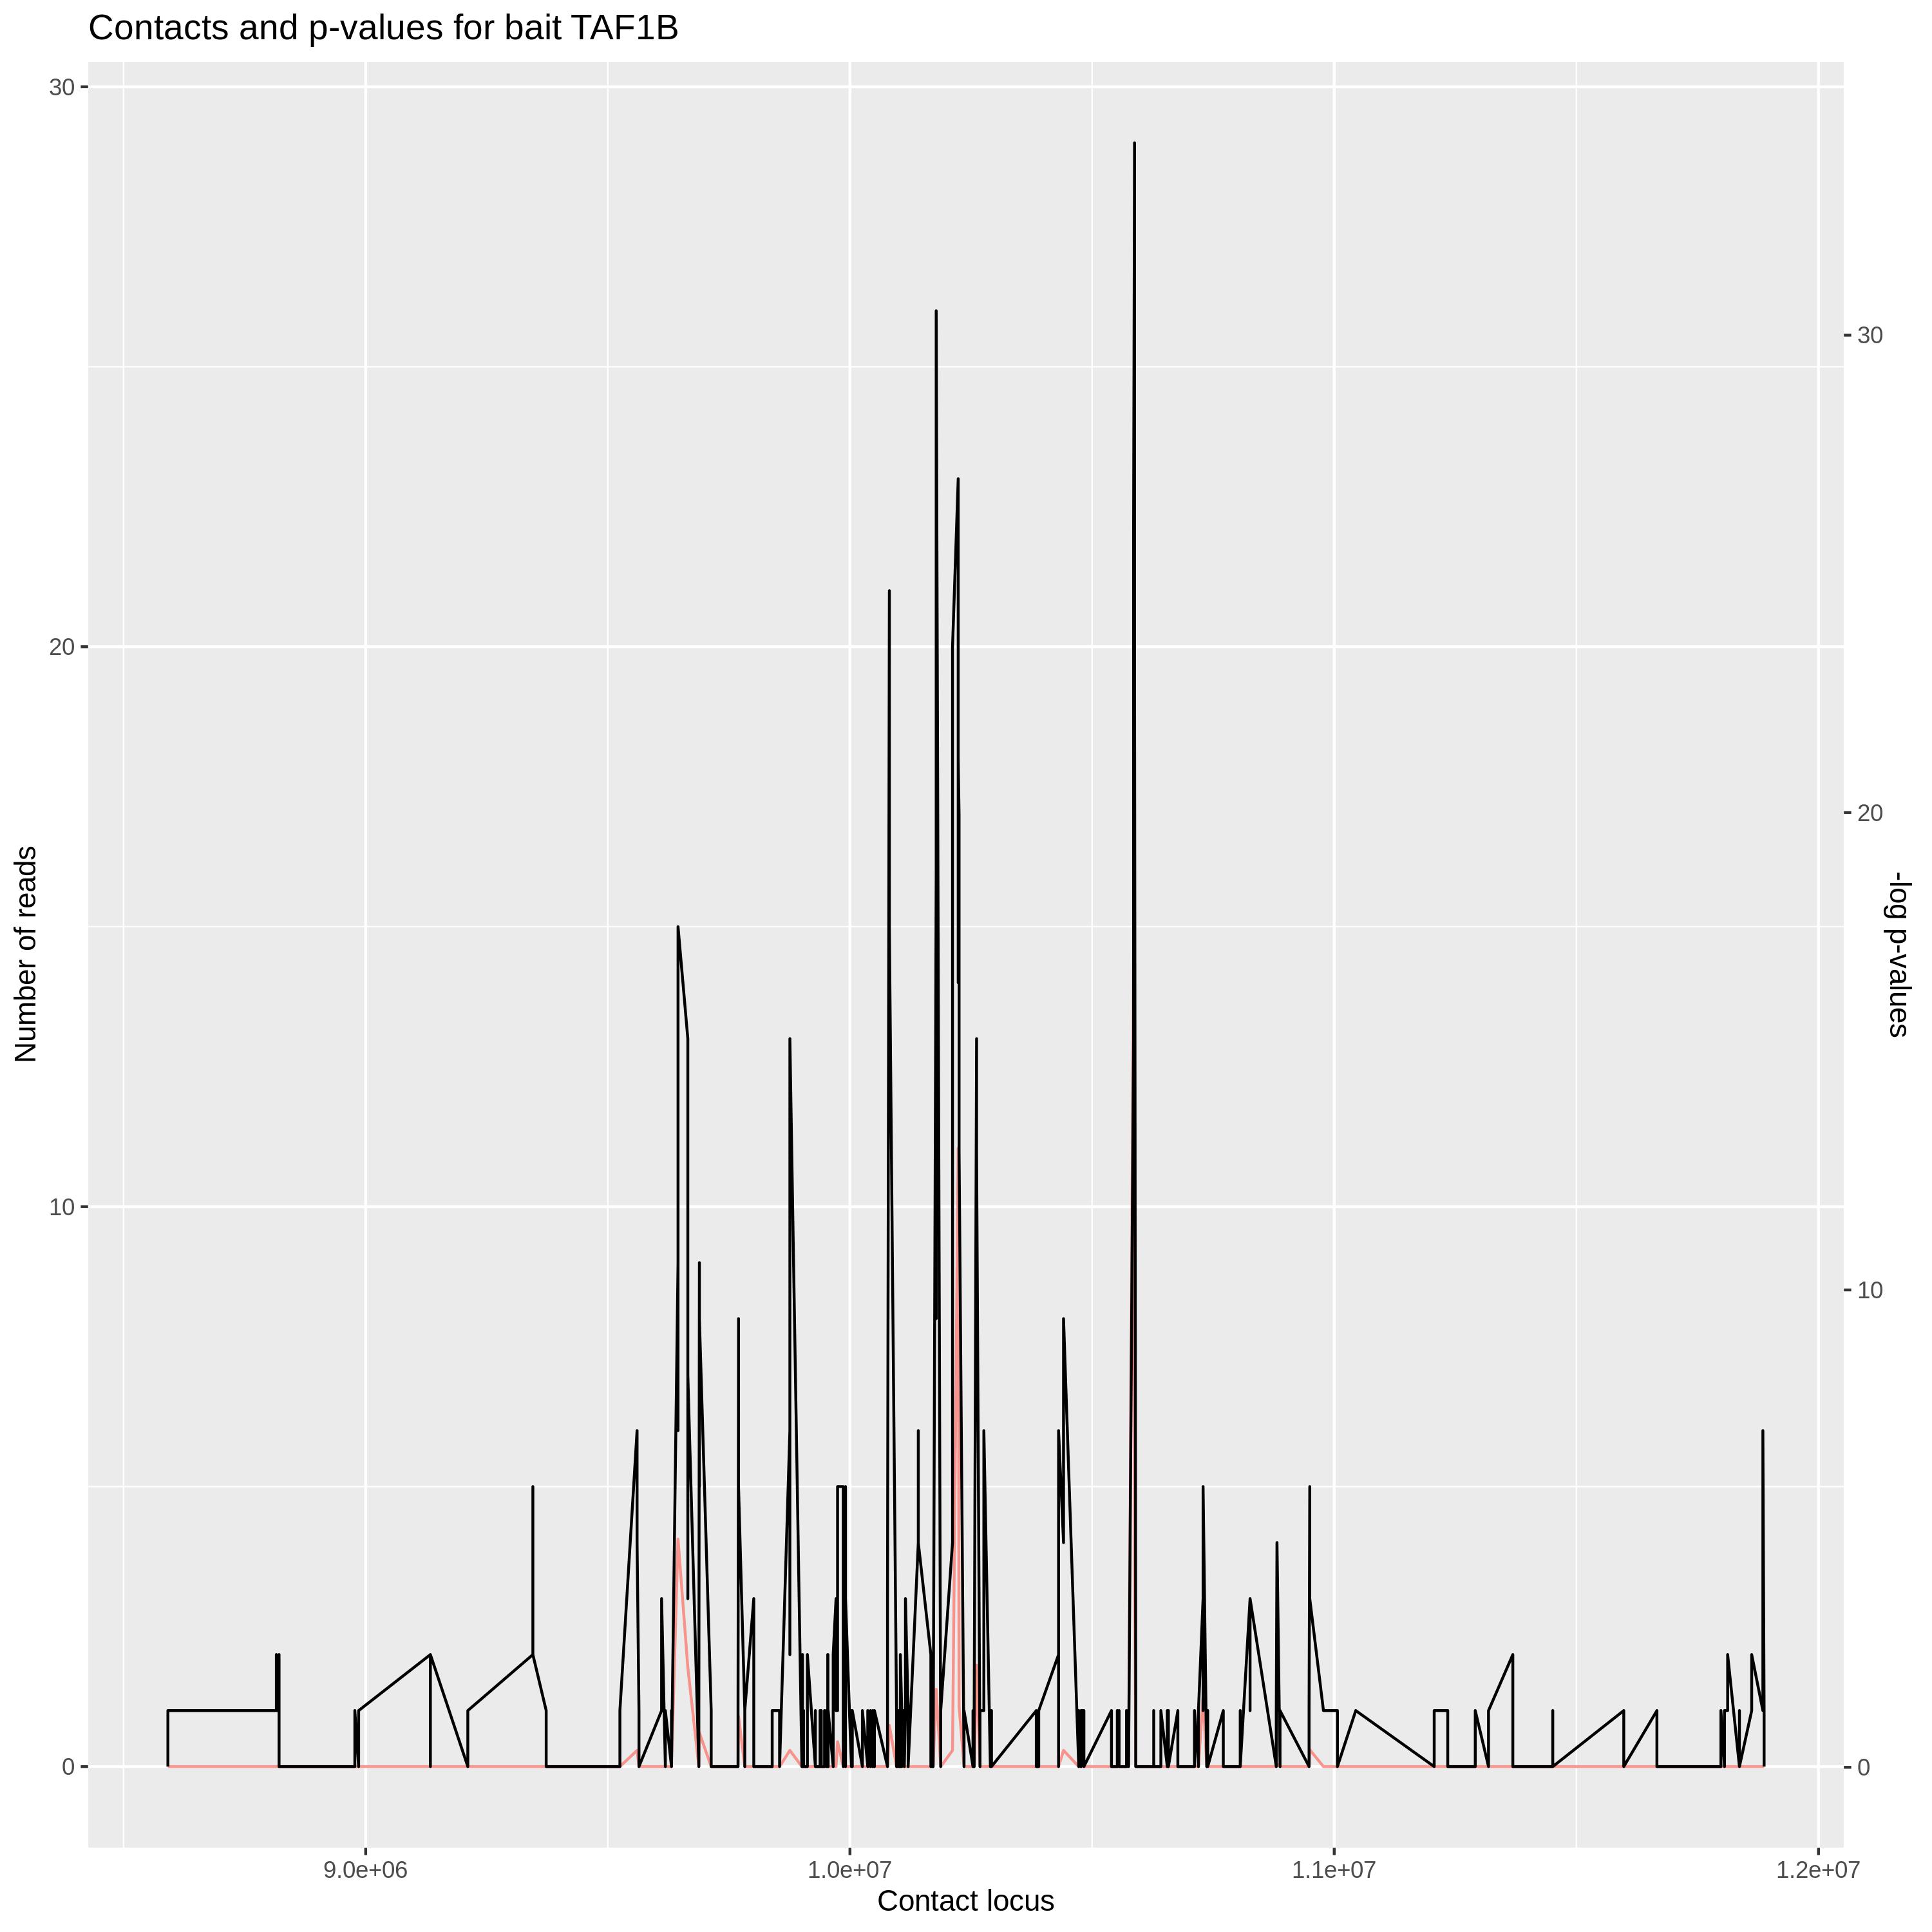 Contacts and p-values for bait TAF1B
30
20
10
0
Number of reads
30
20
10
0
-log p-values
9.0e+06
1.0e+07
1.1e+07
1.2e+07
Contact locus